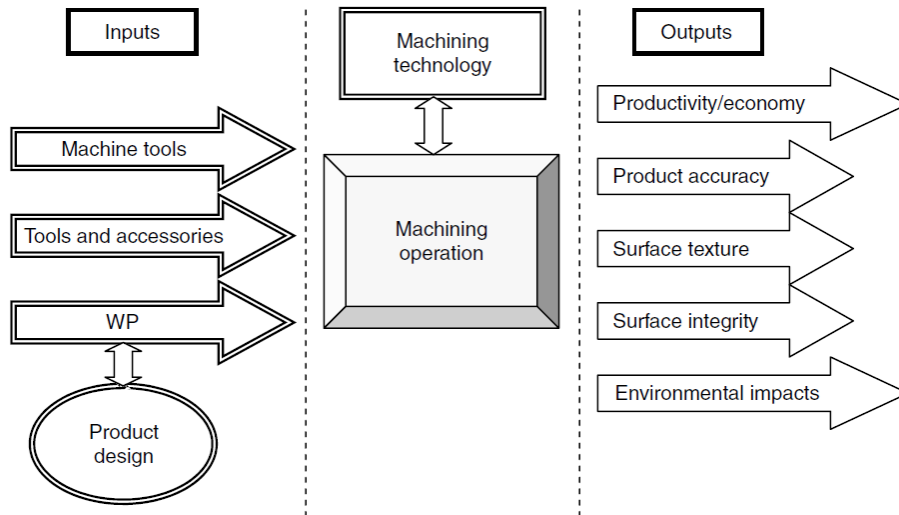 Inputs
Machine tools
Tools and accessories
WP
Product
design
Machining
technology
Machining
operation
Outputs
Productivity/economy
Product accuracy
Surface texture
Surface integrity
Environmental impacts